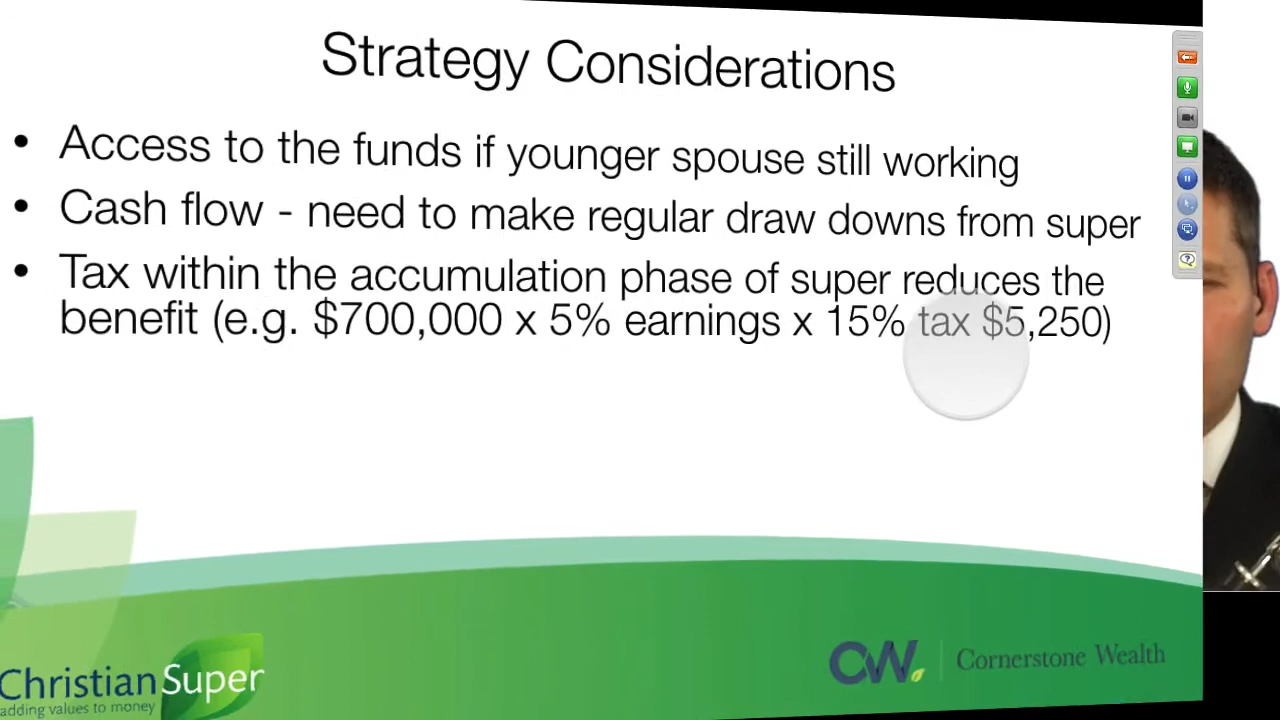 Strategy Considerations
• Access to the funds if younger spouse still working
• Cash flow - need to make regular draw downs from super
• Tax within the accumulation phase of super reduces the
benefit (e.g. $700,000 x 5% earnings x 15% tax $5,250)
Christian Super
adding values to money
CW Cornerstone Wealth